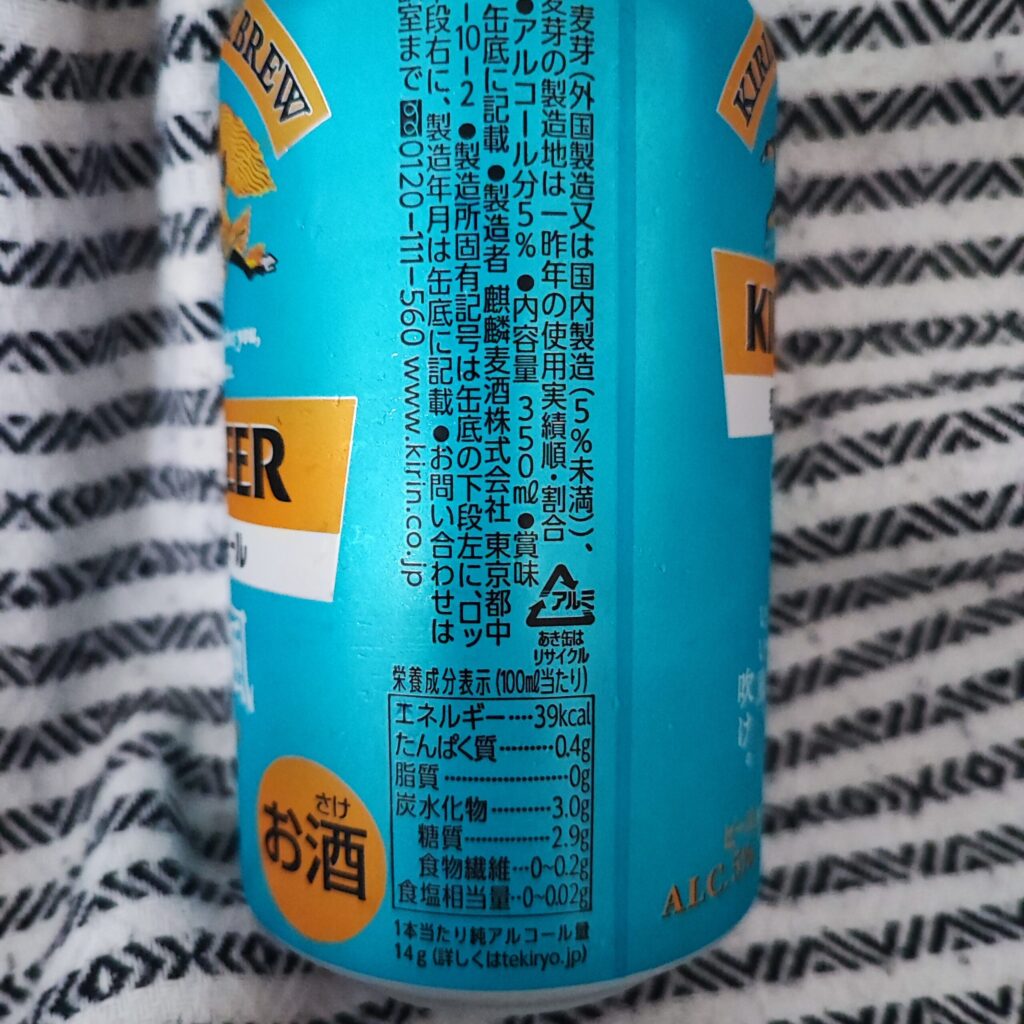 BREW
EER
ール
麦芽(外国製造又は国内製造(5%未満)、
麦芽の製造地は一昨年の使用実績順・割合
●アルコール分5% ●内容量 350㎖ ●賞味
缶底に記載 ●製造者 麒麟麦酒株式会社 東京都中
-10-2 ●製造所固有記号は缶底の下段左に、ロッ
段右に、製造年月は缶底に記載 ●お問い合わせは
室まで 0120-111-560 www.kirin.co.jp
アルミ
あき缶は
リサイクル
栄養成分表示(100㎖当たり)
エネルギー····39kcal
たんぱく質·········0.4g
脂質····················0g
炭水化物··········3.0g
糖質··············2.9g
食物繊維··0~0.2g
食塩相当量··0~0.02g
1本当たり純アルコール量
14g(詳しくはtekiryo.jp)
さけ
お酒
KIRI
KI
吹け。
ALC.5%